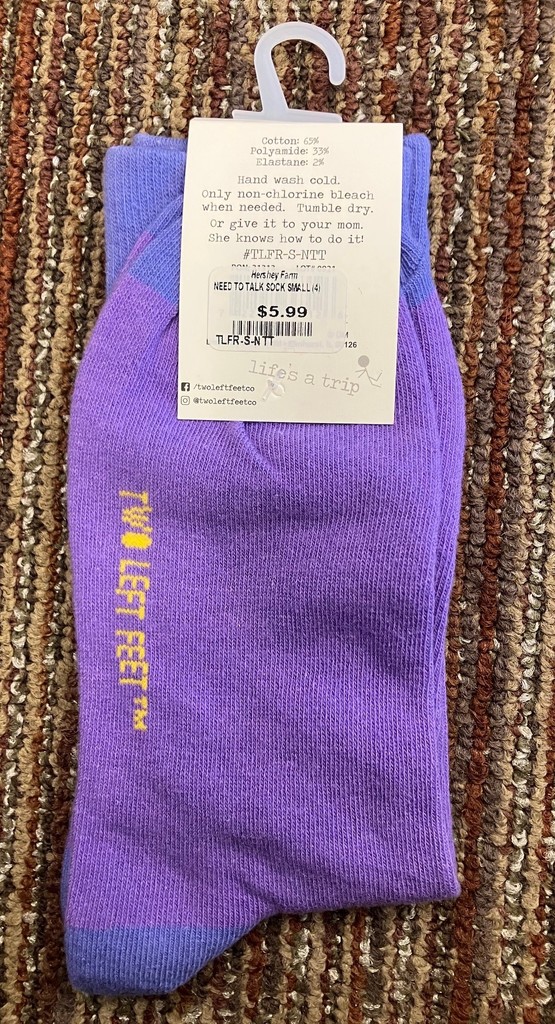 Cotton: 65%
Polyamide: 33%
Elastane: 2%
Hand wash cold.
Only non-chlorine bleach
when needed. Tumble dry.
Or give it to your mom.
She knows how to do it!
#TLFR-S-NTT
Hershey Farm
NEED TO TALK SOCK SMALL (4)
$5.99
TLFR-S-NTT
126
life's a trip
/twoleftfeetco
@twoleftfeetco
TWO LEFT FEET™